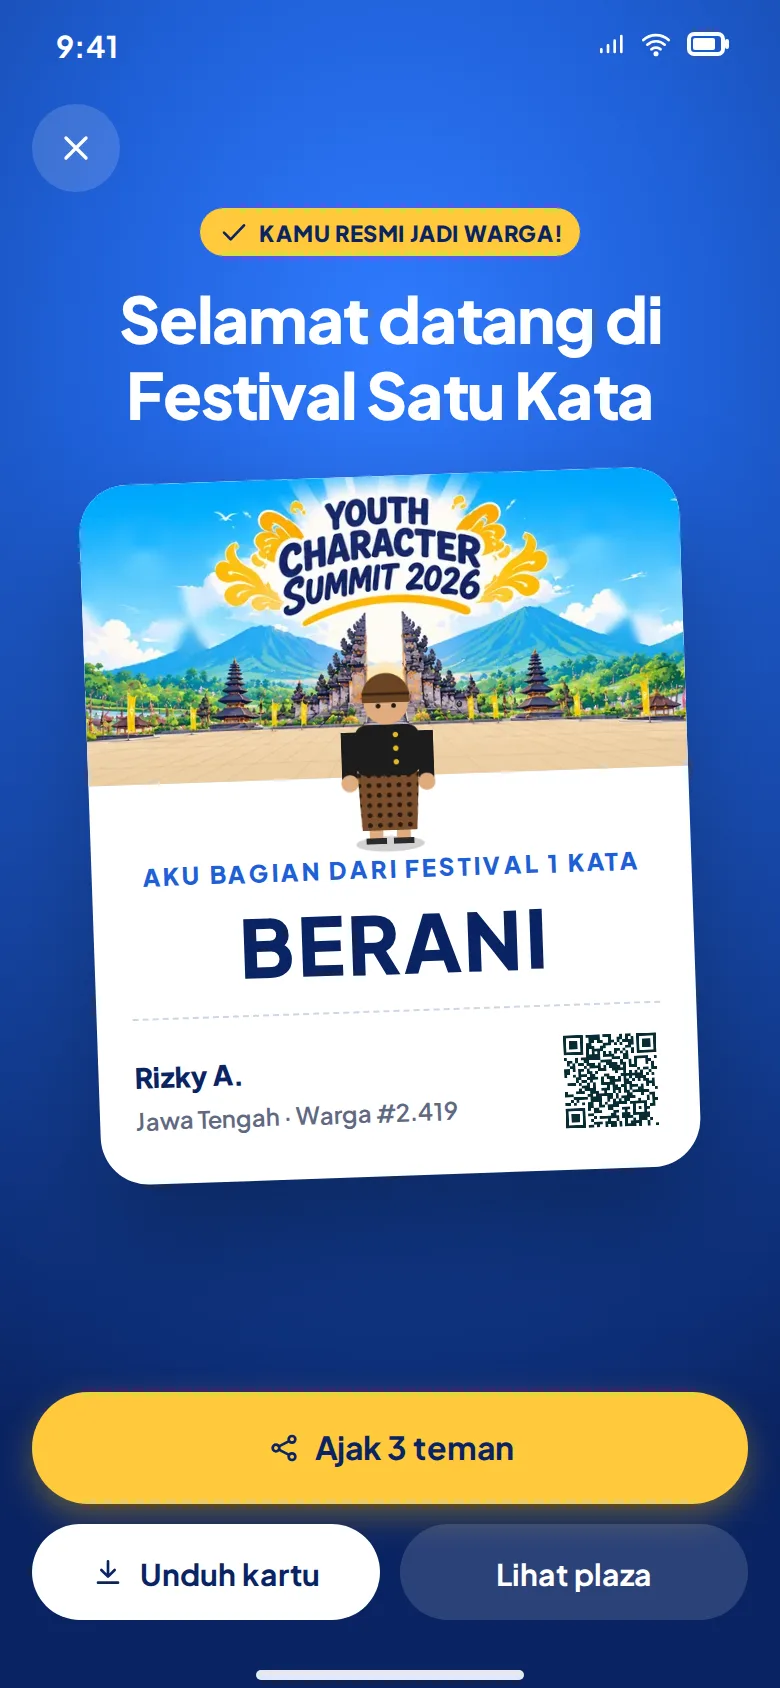 9:41
KAMU RESMI JADI WARGA!
Selamat datang di
Festival Satu Kata
YOUTH
CHARACTER
SUMMIT 2026
AKU BAGIAN DARI FESTIVAL 1 KATA
BERANI
Rizky A.
Jawa Tengah · Warga #2.419
Ajak 3 teman
Unduh kartu
Lihat plaza